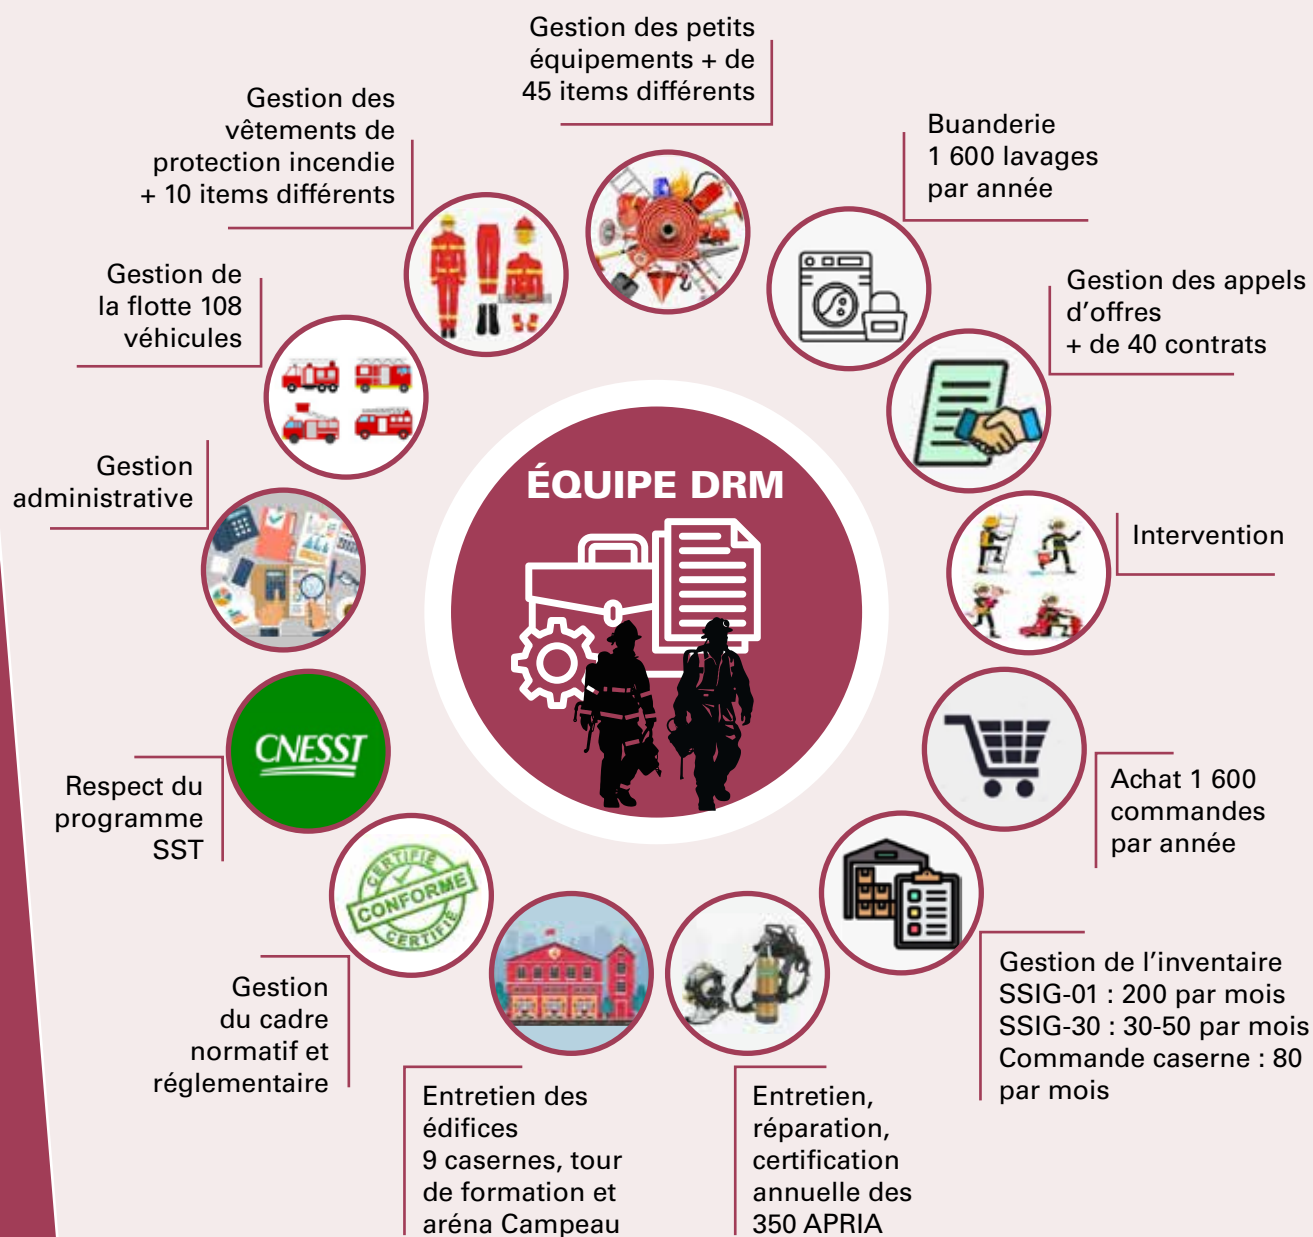 Gestion des petits
équipements + de
45 items différents
Gestion des
vêtements de
protection incendie
+ 10 items différents
Buanderie
1 600 lavages
par année
Gestion de
la flotte 108
véhicules
Gestion des appels
d’offres
+ de 40 contrats
Gestion
administrative
ÉQUIPE DRM
Intervention
CNESST
Respect du
programme
SST
Achat 1 600
commandes
par année
CERTIFIÉ
CONFORME
CERTIFIÉ
Gestion
du cadre
normatif et
réglementaire
Gestion de l’inventaire
SSIG-01 : 200 par mois
SSIG-30 : 30-50 par mois
Commande caserne : 80
par mois
Entretien des
édifices
9 casernes, tour
de formation et
aréna Campeau
Entretien,
réparation,
certification
annuelle des
350 APRIA